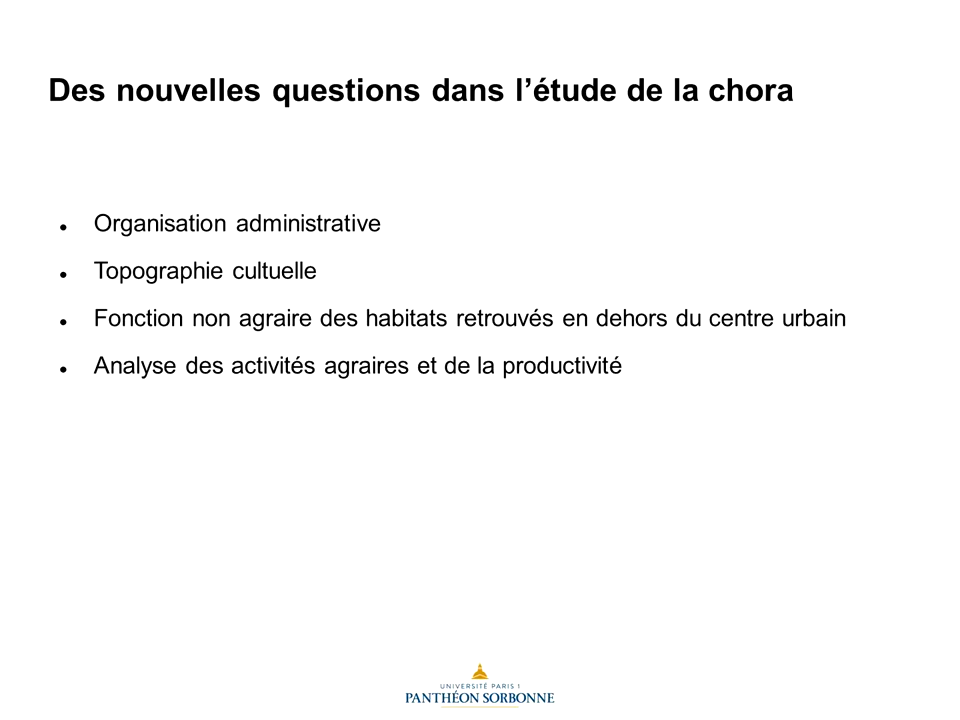 Des nouvelles questions dans l’étude de la chora
Organisation administrative
Topographie cultuelle
Fonction non agraire des habitats retrouvés en dehors du centre urbain
Analyse des activités agraires et de la productivité
UNIVERSITÉ PARIS 1
PANTHÉON SORBONNE